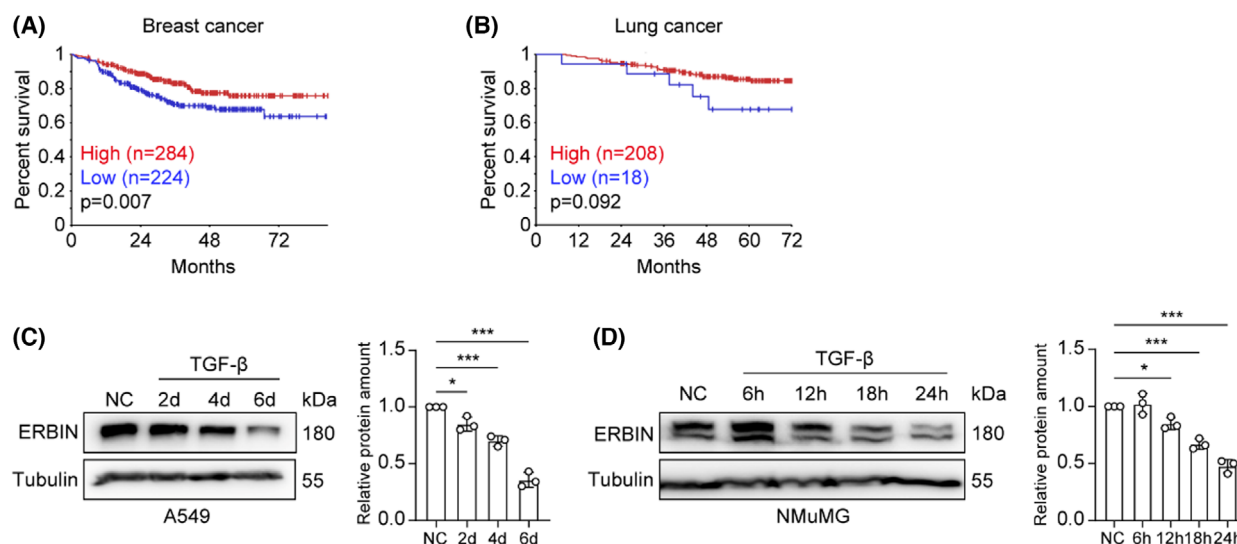 (A)
Breast cancer
Percent survival
1
0.8
0.6
0.4
0.2
0
High (n=284)
Low (n=224)
p=0.007
0 24 48 72
Months
(B)
Lung cancer
Percent survival
1
0.8
0.6
0.4
0.2
0
High (n=208)
Low (n=18)
p=0.092
0 12 24 36 48 60 72
Months
(C)
TGF-β
NC 2d 4d 6d kDa
ERBIN 180
Tubulin 55
A549
Relative protein amount
1.5
1.0
0.5
0.0
***
***
*
NC 2d 4d 6d
(D)
TGF-β
NC 6h 12h 18h 24h kDa
ERBIN 180
Tubulin 55
NMuMG
Relative protein amount
1.5
1.0
0.5
0.0
***
***
*
NC 6h 12h 18h 24h